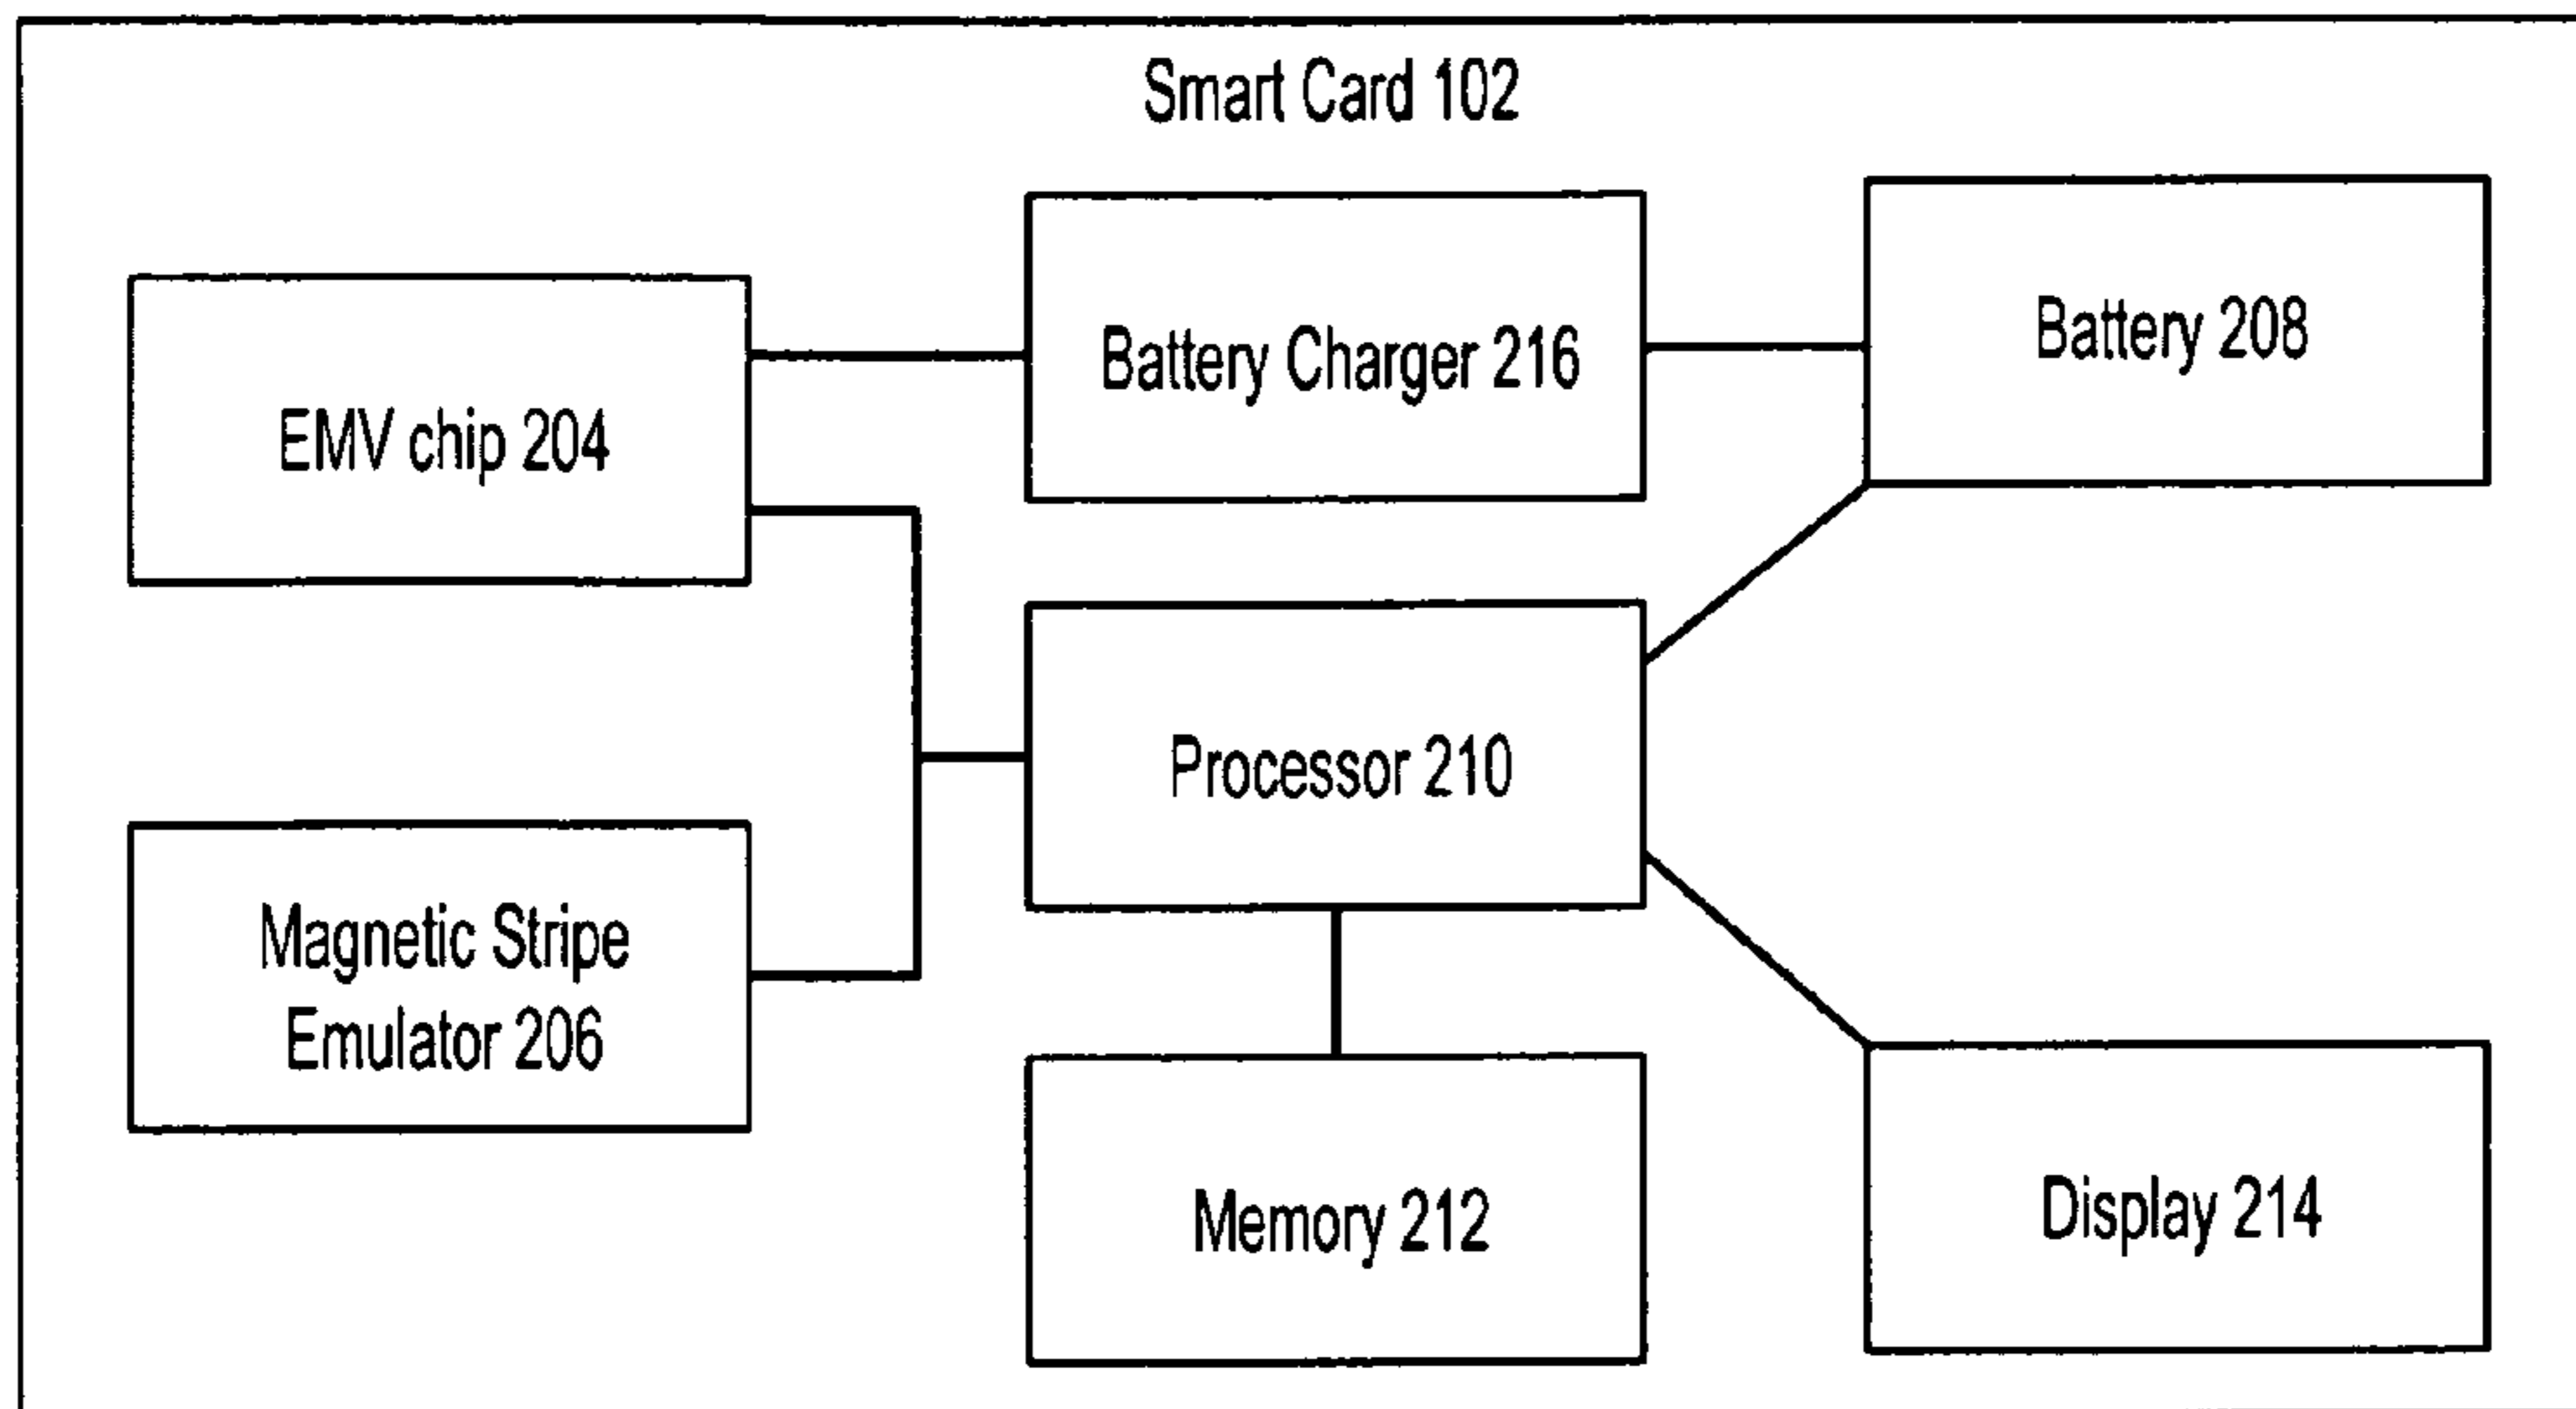 Smart Card 102
EMV chip 204
Battery Charger 216
Battery 208
Processor 210
Magnetic Stripe
Emulator 206
Memory 212
Display 214